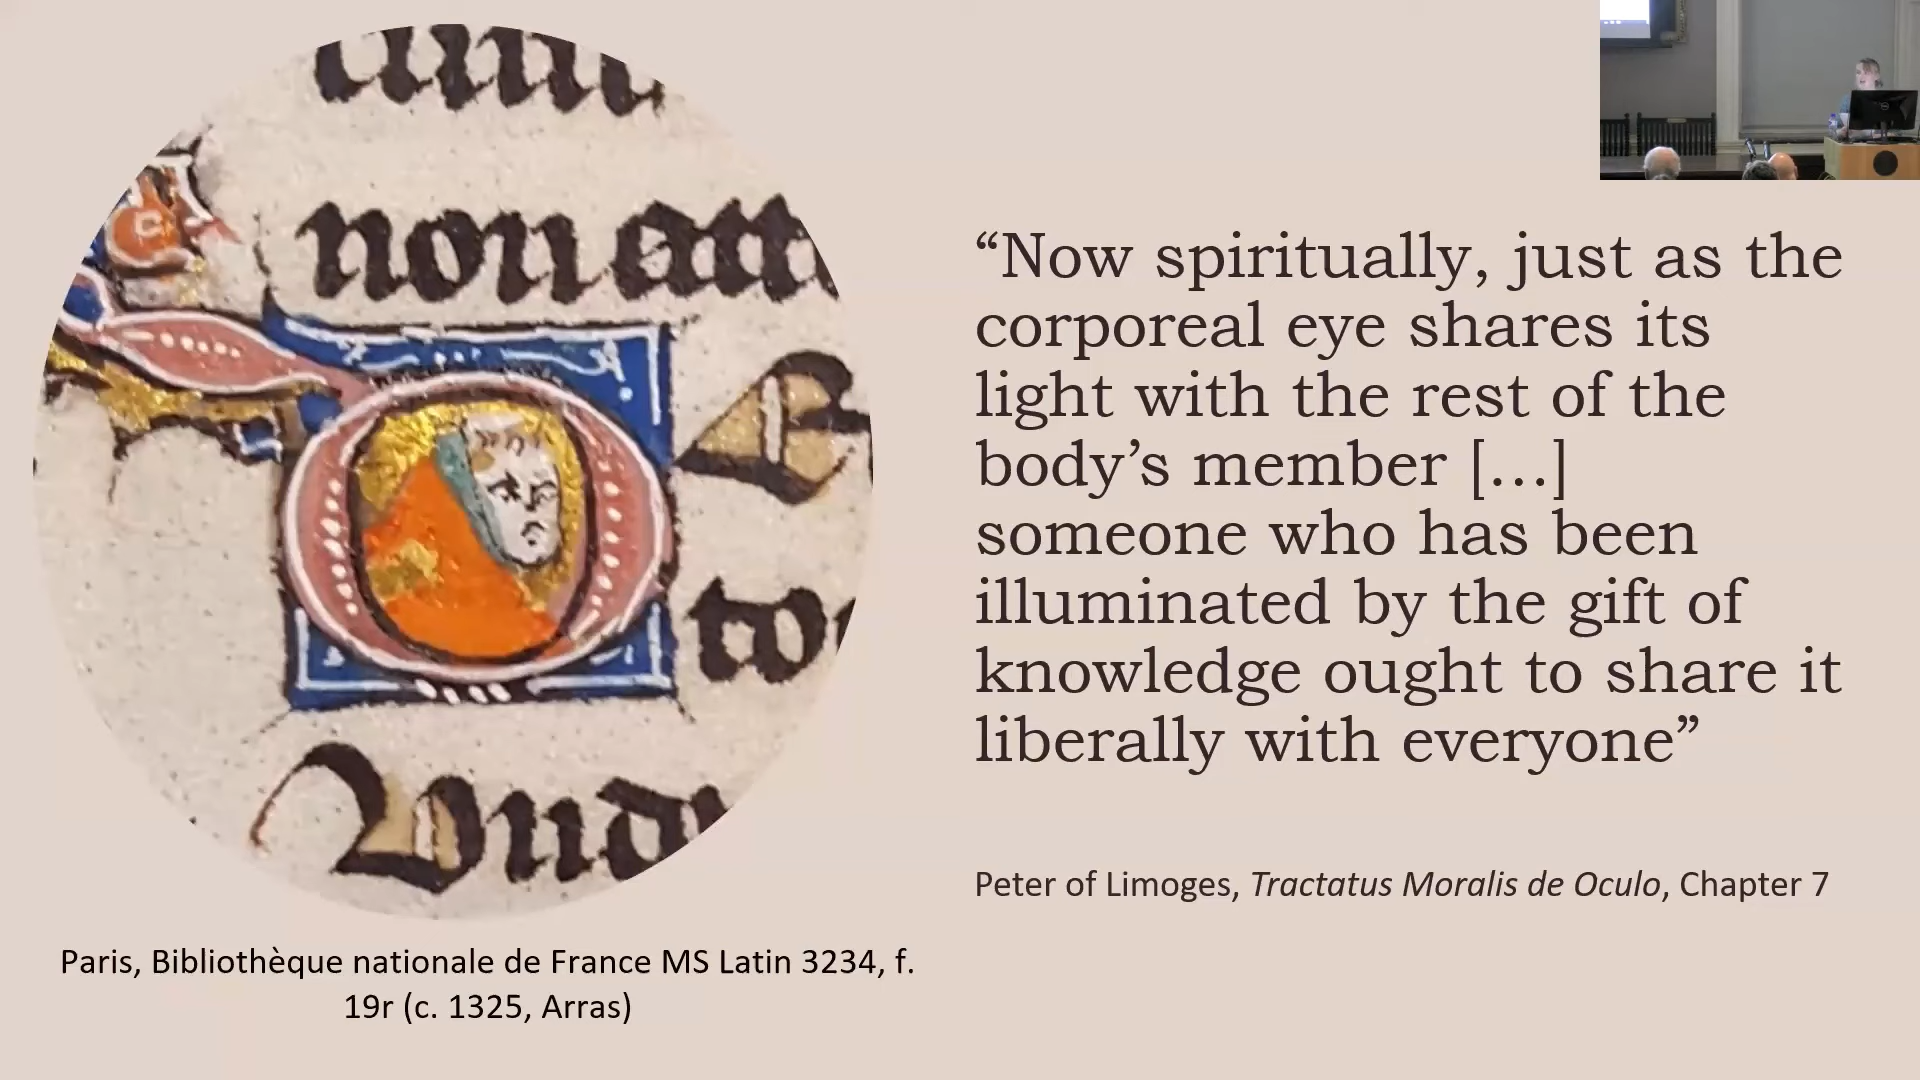 non
to
“Now spiritually, just as the
corporeal eye shares its
light with the rest of the
body’s member […]
someone who has been
illuminated by the gift of
knowledge ought to share it
liberally with everyone”
Peter of Limoges, Tractatus Moralis de Oculo, Chapter 7
Paris, Bibliothèque nationale de France MS Latin 3234, f.
19r (c. 1325, Arras)